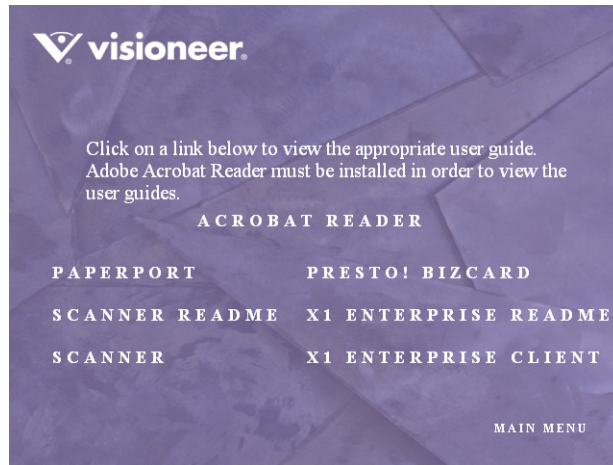 visioneer®
Click on a link below to view the appropriate user guide.
Adobe Acrobat Reader must be installed in order to view the
user guides.
ACROBAT READER
PAPERPORT
PRESTO! BIZCARD
SCANNER README
X1 ENTERPRISE README
SCANNER
X1 ENTERPRISE CLIENT
MAIN MENU